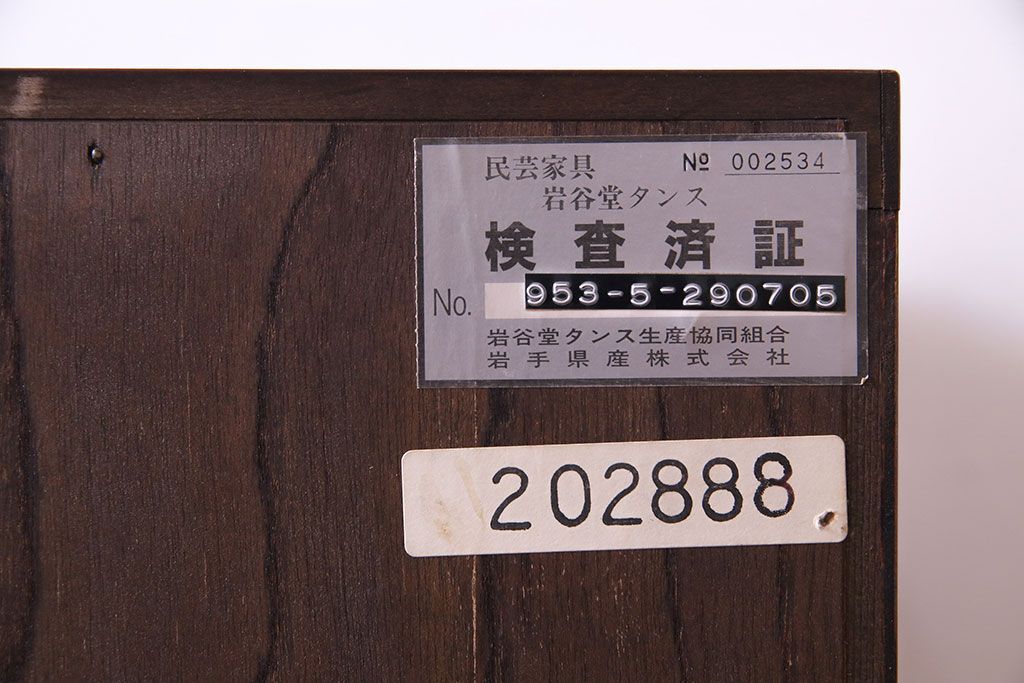 民芸家具 № 002534
岩谷堂タンス
検査済証
No. 953-5-290705
岩谷堂タンス生産協同組合
岩手県産株式会社
202888